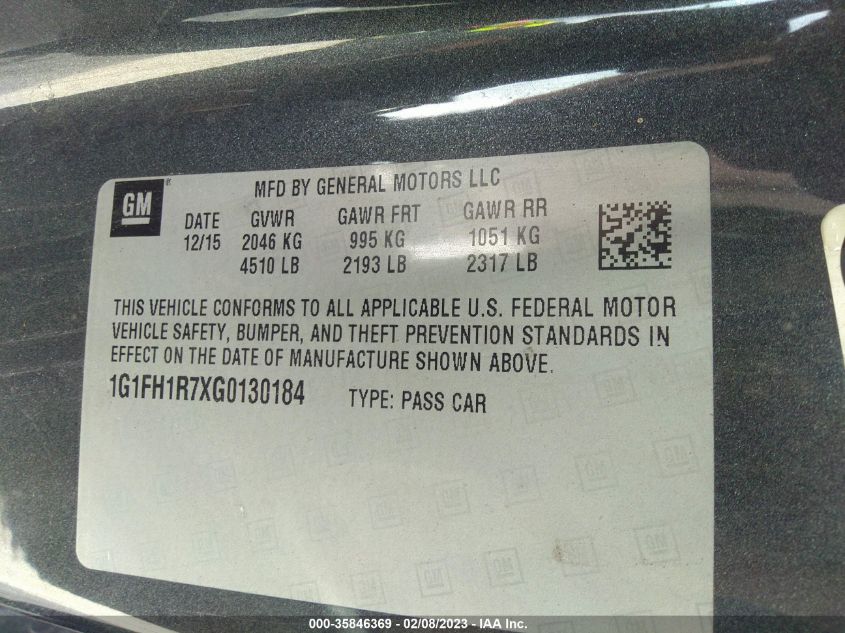 GM
MFD BY GENERAL MOTORS LLC
DATE GVWR GAWR FRT GAWR RR
12/15 2046 KG 995 KG 1051 KG
4510 LB 2193 LB 2317 LB
THIS VEHICLE CONFORMS TO ALL APPLICABLE U.S. FEDERAL MOTOR
VEHICLE SAFETY, BUMPER, AND THEFT PREVENTION STANDARDS IN
EFFECT ON THE DATE OF MANUFACTURE SHOWN ABOVE.
1G1FH1R7XG0130184 TYPE: PASS CAR
000-35846369 - 02/08/2023 - IAA Inc.